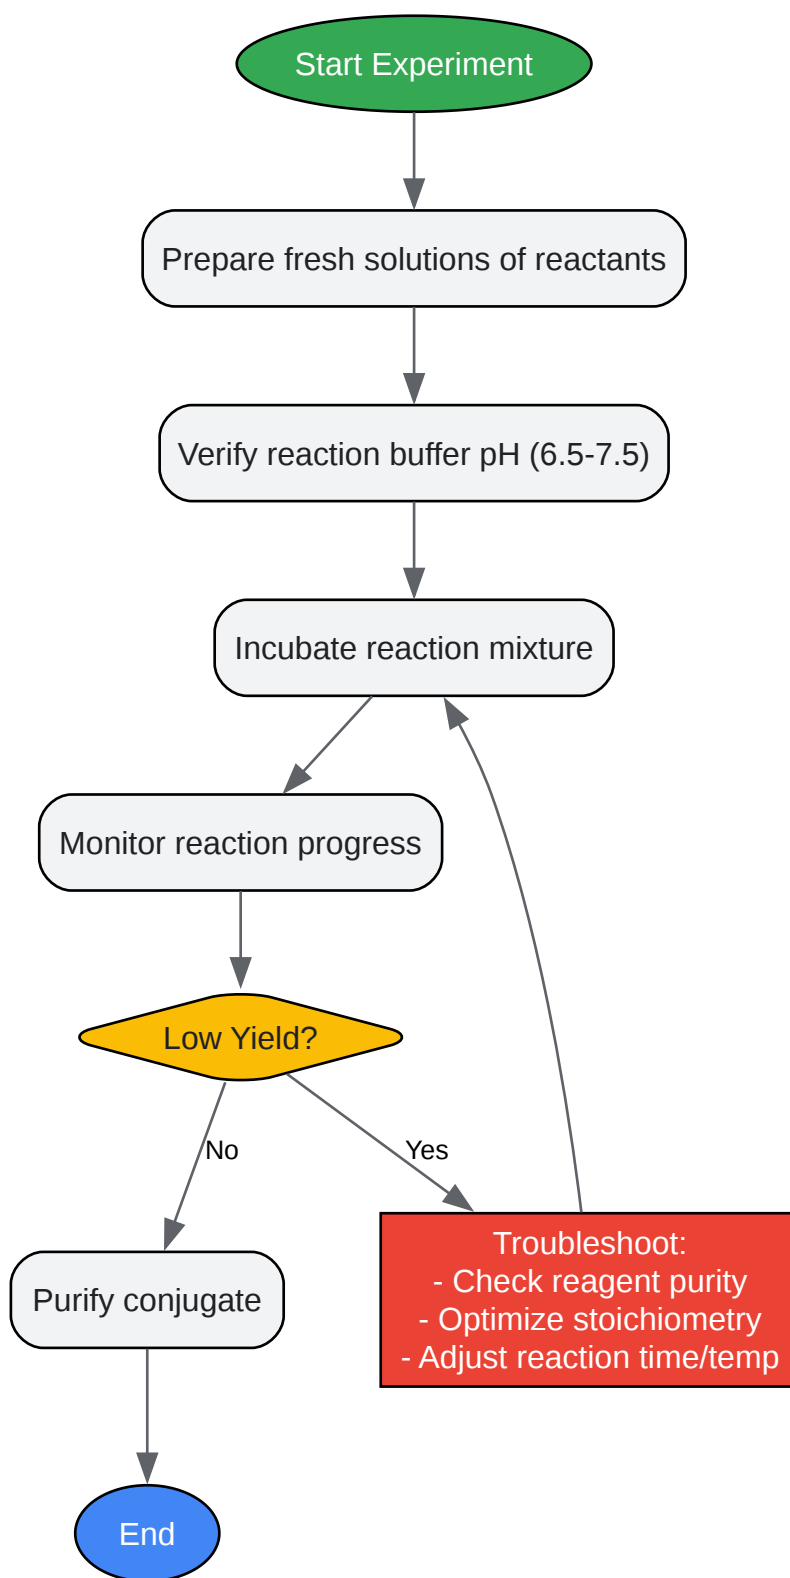 Start Experiment
Prepare fresh solutions of reactants
Verify reaction buffer pH (6.5-7.5)
Incubate reaction mixture
Monitor reaction progress
Low Yield?
No
Yes
Troubleshoot:
- Check reagent purity
- Optimize stoichiometry
- Adjust reaction time/temp
Purify conjugate
End